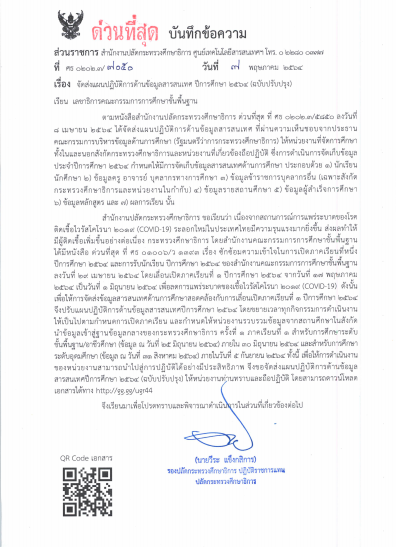 ด่วนที่สุด บันทึกข้อความ
ส่วนราชการ สำนักงานปลัดกระทรวงศึกษาธิการ ศูนย์เทคโนโลยีสารสนเทศฯ โทร.
ที่ ศธ ๐๒๐๒.๗/๗๐๕๐ วันที่ ๗ พฤษภาคม ๒๕๖๔
เรื่อง จัดส่งแผนปฏิบัติการด้านข้อมูลสารสนเทศ ปีการศึกษา ๒๕๖๔ (ฉบับปรับปรุง)
เรียน เลขาธิการคณะกรรมการการศึกษาขั้นพื้นฐาน
ตามหนังสือสำนักงานปลัดกระทรวงศึกษาธิการ ด่วนที่สุด ที่ ศธ ลงวันที่
๘ เมษายน ๒๕๖๔ ได้จัดส่งแผนปฏิบัติการด้านข้อมูลสารสนเทศ ที่ผ่านความเห็นชอบจากประธาน
คณะกรรมการบริหารข้อมูลด้านการศึกษา (รัฐมนตรีว่าการกระทรวงศึกษาธิการ) ให้หน่วยงานที่จัดการศึกษา
ทั้งในและนอกสังกัดกระทรวงศึกษาธิการและหน่วยงานที่เกี่ยวข้องถือปฏิบัติ ซึ่งการดำเนินการจัดเก็บข้อมูล
ประจำปีการศึกษา ๒๕๖๔ กำหนดให้มีการจัดเก็บข้อมูลสารสนเทศด้านการศึกษา ประกอบด้วย ๑) นักเรียน
นักศึกษา ๒) ข้อมูลครู อาจารย์ บุคลากรทางการศึกษา ๓) ข้อมูลข้าราชการบุคลากรอื่น (เฉพาะสังกัด
กระทรวงศึกษาธิการและหน่วยงานในกำกับ) ๔) ข้อมูลรายสถานศึกษา ๕) ข้อมูลผู้สำเร็จการศึกษา
๖) ข้อมูลหลักสูตร และ ๗) ผลการเรียน นั้น
สำนักงานปลัดกระทรวงศึกษาธิการ ขอเรียนว่า เนื่องจากสถานการณ์การแพร่ระบาดของโรค
ติดเชื้อไวรัสโคโรนา ๒๐๑๙ (COVID-19) ระลอกใหม่ในประเทศไทยมีความรุนแรงมากยิ่งขึ้น ส่งผลทำให้
มีผู้ติดเชื้อเพิ่มขึ้นอย่างต่อเนื่อง กระทรวงศึกษาธิการ โดยสำนักงานคณะกรรมการการศึกษาขั้นพื้นฐาน
ได้มีหนังสือ ด่วนที่สุด ที่ ศธ เรื่อง ซักซ้อมความเข้าใจในการเปิดภาคเรียนที่หนึ่ง
ปีการศึกษา ๒๕๖๔ และการรับนักเรียน ปีการศึกษา ๒๕๖๔ ของสำนักงานคณะกรรมการการศึกษาขั้นพื้นฐาน
ลงวันที่ ๒๙ เมษายน ๒๕๖๔ โดยเลื่อนเปิดภาคเรียนที่ ๑ ปีการศึกษา ๒๕๖๔ จากวันที่ ๑๗ พฤษภาคม
๒๕๖๔ เป็นวันที่ ๑ มิถุนายน ๒๕๖๔ เพื่อลดการแพร่ระบาดของโรคติดเชื้อไวรัสโคโรนา ๒๐๑๙ (COVID-19) ดังนั้น
เพื่อให้การจัดส่งข้อมูลสารสนเทศด้านการศึกษาสอดคล้องกับการเลื่อนเปิดภาคเรียนที่ ๑ ปีการศึกษา ๒๕๖๔
จึงปรับแผนปฏิบัติการด้านข้อมูลสารสนเทศปีการศึกษา ๒๕๖๔ โดยขยายเวลาทุกกิจกรรมการดำเนินงาน
ให้เป็นไปตามกำหนดการเปิดภาคเรียน และกำหนดให้หน่วยงานรวบรวมข้อมูลจากสถานศึกษาในสังกัด
นำข้อมูลเข้าสู่ฐานข้อมูลกลางของกระทรวงศึกษาธิการ ครั้งที่ ๑ ภาคเรียนที่ ๑ สำหรับการศึกษาระดับ
ขั้นพื้นฐาน/อาชีวศึกษา (ข้อมูล ณ วันที่ ๒๕ มิถุนายน ๒๕๖๔) ภายใน ๓๐ มิถุนายน ๒๕๖๔ และสำหรับการศึกษา
ระดับอุดมศึกษา (ข้อมูล ณ วันที่ ๓๑ สิงหาคม ๒๕๖๔) ภายในวันที่ ๕ กันยายน ๒๕๖๔ ทั้งนี้ เพื่อให้การดำเนินงาน
ของหน่วยงานสามารถนำไปสู่การปฏิบัติได้อย่างมีประสิทธิภาพ จึงขอจัดส่งแผนปฏิบัติการด้านข้อมูล
สารสนเทศปีการศึกษา ๒๕๖๔ (ฉบับปรับปรุง) ให้หน่วยงานท่านทราบและถือปฏิบัติ โดยสามารถดาวน์โหลด
เอกสารได้ทาง http://gg.gg/ugr44
จึงเรียนมาเพื่อโปรดทราบและพิจารณาดำเนินการในส่วนที่เกี่ยวข้องต่อไป
(นายวีระ แข็งกสิการ)
รองปลัดกระทรวงศึกษาธิการ ปฏิบัติราชการแทน
ปลัดกระทรวงศึกษาธิการ
QR Code เอกสาร